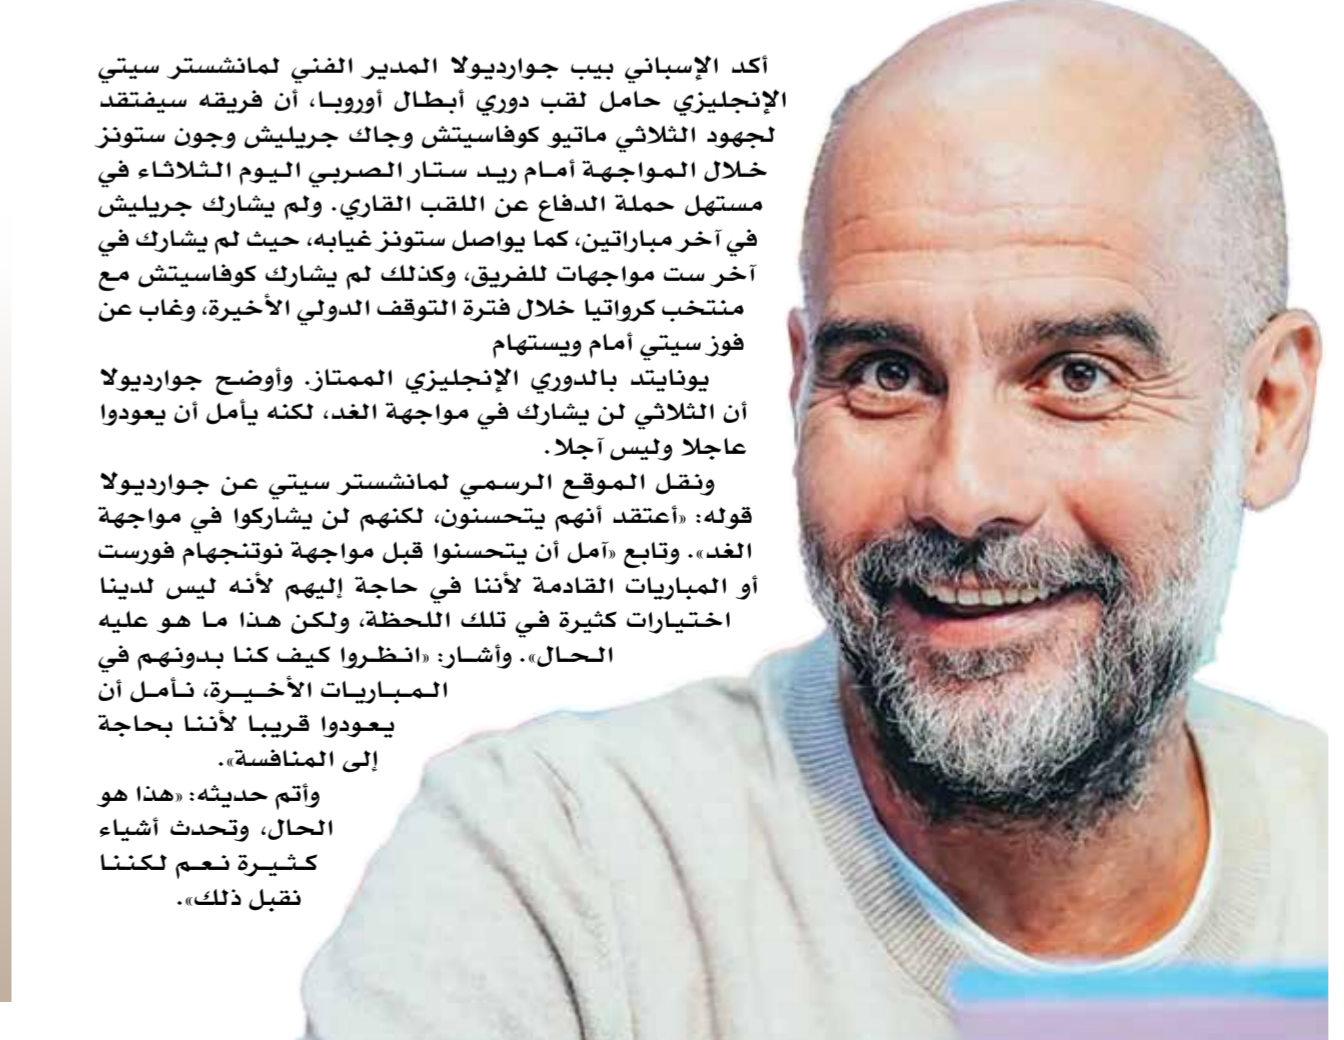 أكد الإسباني بيب جوارديولا المدير الفني لمانشستر سيتي
الإنجليزي حامل لقب دوري أبطال أوروبا، أن فريقه سيفتقد
لجهود الثلاثي ماتيو كوفاسيتش وجاك جريليش وجون ستونز
خلال المواجهة أمام ريد ستار الصربي اليوم الثلاثاء في
مستهل حملة الدفاع عن اللقب القاري. ولم يشارك جريليش
في آخر مباراتين، كما يواصل ستونز غيابه، حيث لم يشارك في
آخر ست مواجهات للفريق، وكذلك لم يشارك كوفاسيتش مع
منتخب كرواتيا خلال فترة التوقف الدولي الأخيرة، وغاب عن
فوز سيتي أمام ويستهام
يونايتد بالدوري الإنجليزي الممتاز. وأوضح جوارديولا
أن الثلاثي لن يشارك في مواجهة الغد، لكنه يأمل أن يعودوا
عاجلا وليس آجلا.
ونقل الموقع الرسمي لمانشستر سيتي عن جوارديولا
قوله: «أعتقد أنهم يتحسنون، لكنهم لن يشاركوا في مواجهة
الغد». وتابع «آمل أن يتحسنوا قبل مواجهة نوتنجهام فورست
أو المباريات القادمة لأننا في حاجة إليهم لأنه ليس لدينا
اختيارات كثيرة في تلك اللحظة، ولكن هذا ما هو عليه
الحال». وأشار: «انظروا كيف كنا بدونهم في
المباريات الأخيرة، نأمل أن
يعودوا قريبا لأننا بحاجة
إلى المنافسة».
وأتم حديثه: «هذا هو
الحال، وتحدث أشياء
كثيرة نعم لكننا
نقبل ذلك».